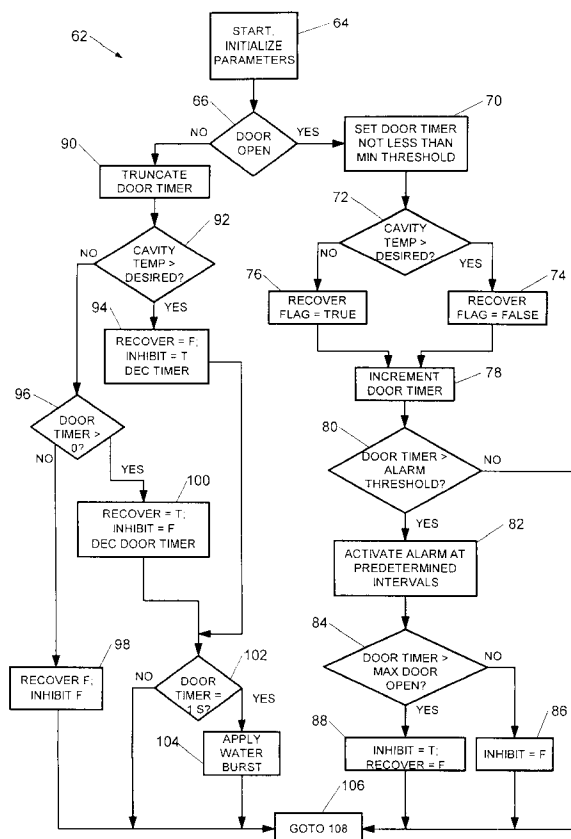 62
START,
INITIALIZE
PARAMETERS
64
66
DOOR
OPEN
NO
YES
70
SET DOOR TIMER
NOT LESS THAN
MIN THRESHOLD
90
TRUNCATE
DOOR TIMER
72
CAVITY
TEMP >
DESIRED?
NO
YES
92
CAVITY
TEMP >
DESIRED?
NO
YES
76
RECOVER
FLAG = TRUE
74
RECOVER
FLAG = FALSE
94
RECOVER = F;
INHIBIT = T
DEC TIMER
78
INCREMENT
DOOR TIMER
96
DOOR
TIMER >
0?
NO
YES
80
DOOR TIMER >
ALARM
THRESHOLD?
NO
YES
100
RECOVER = T;
INHIBIT = F
DEC DOOR TIMER
82
ACTIVATE ALARM AT
PREDETERMINED
INTERVALS
84
DOOR TIMER >
MAX DOOR
OPEN?
NO
YES
98
RECOVER F;
INHIBIT F
102
DOOR
TIMER =
1 S?
NO
YES
104
APPLY
WATER
BURST
88
INHIBIT = T;
RECOVER = F
86
INHIBIT = F
106
GOTO 108